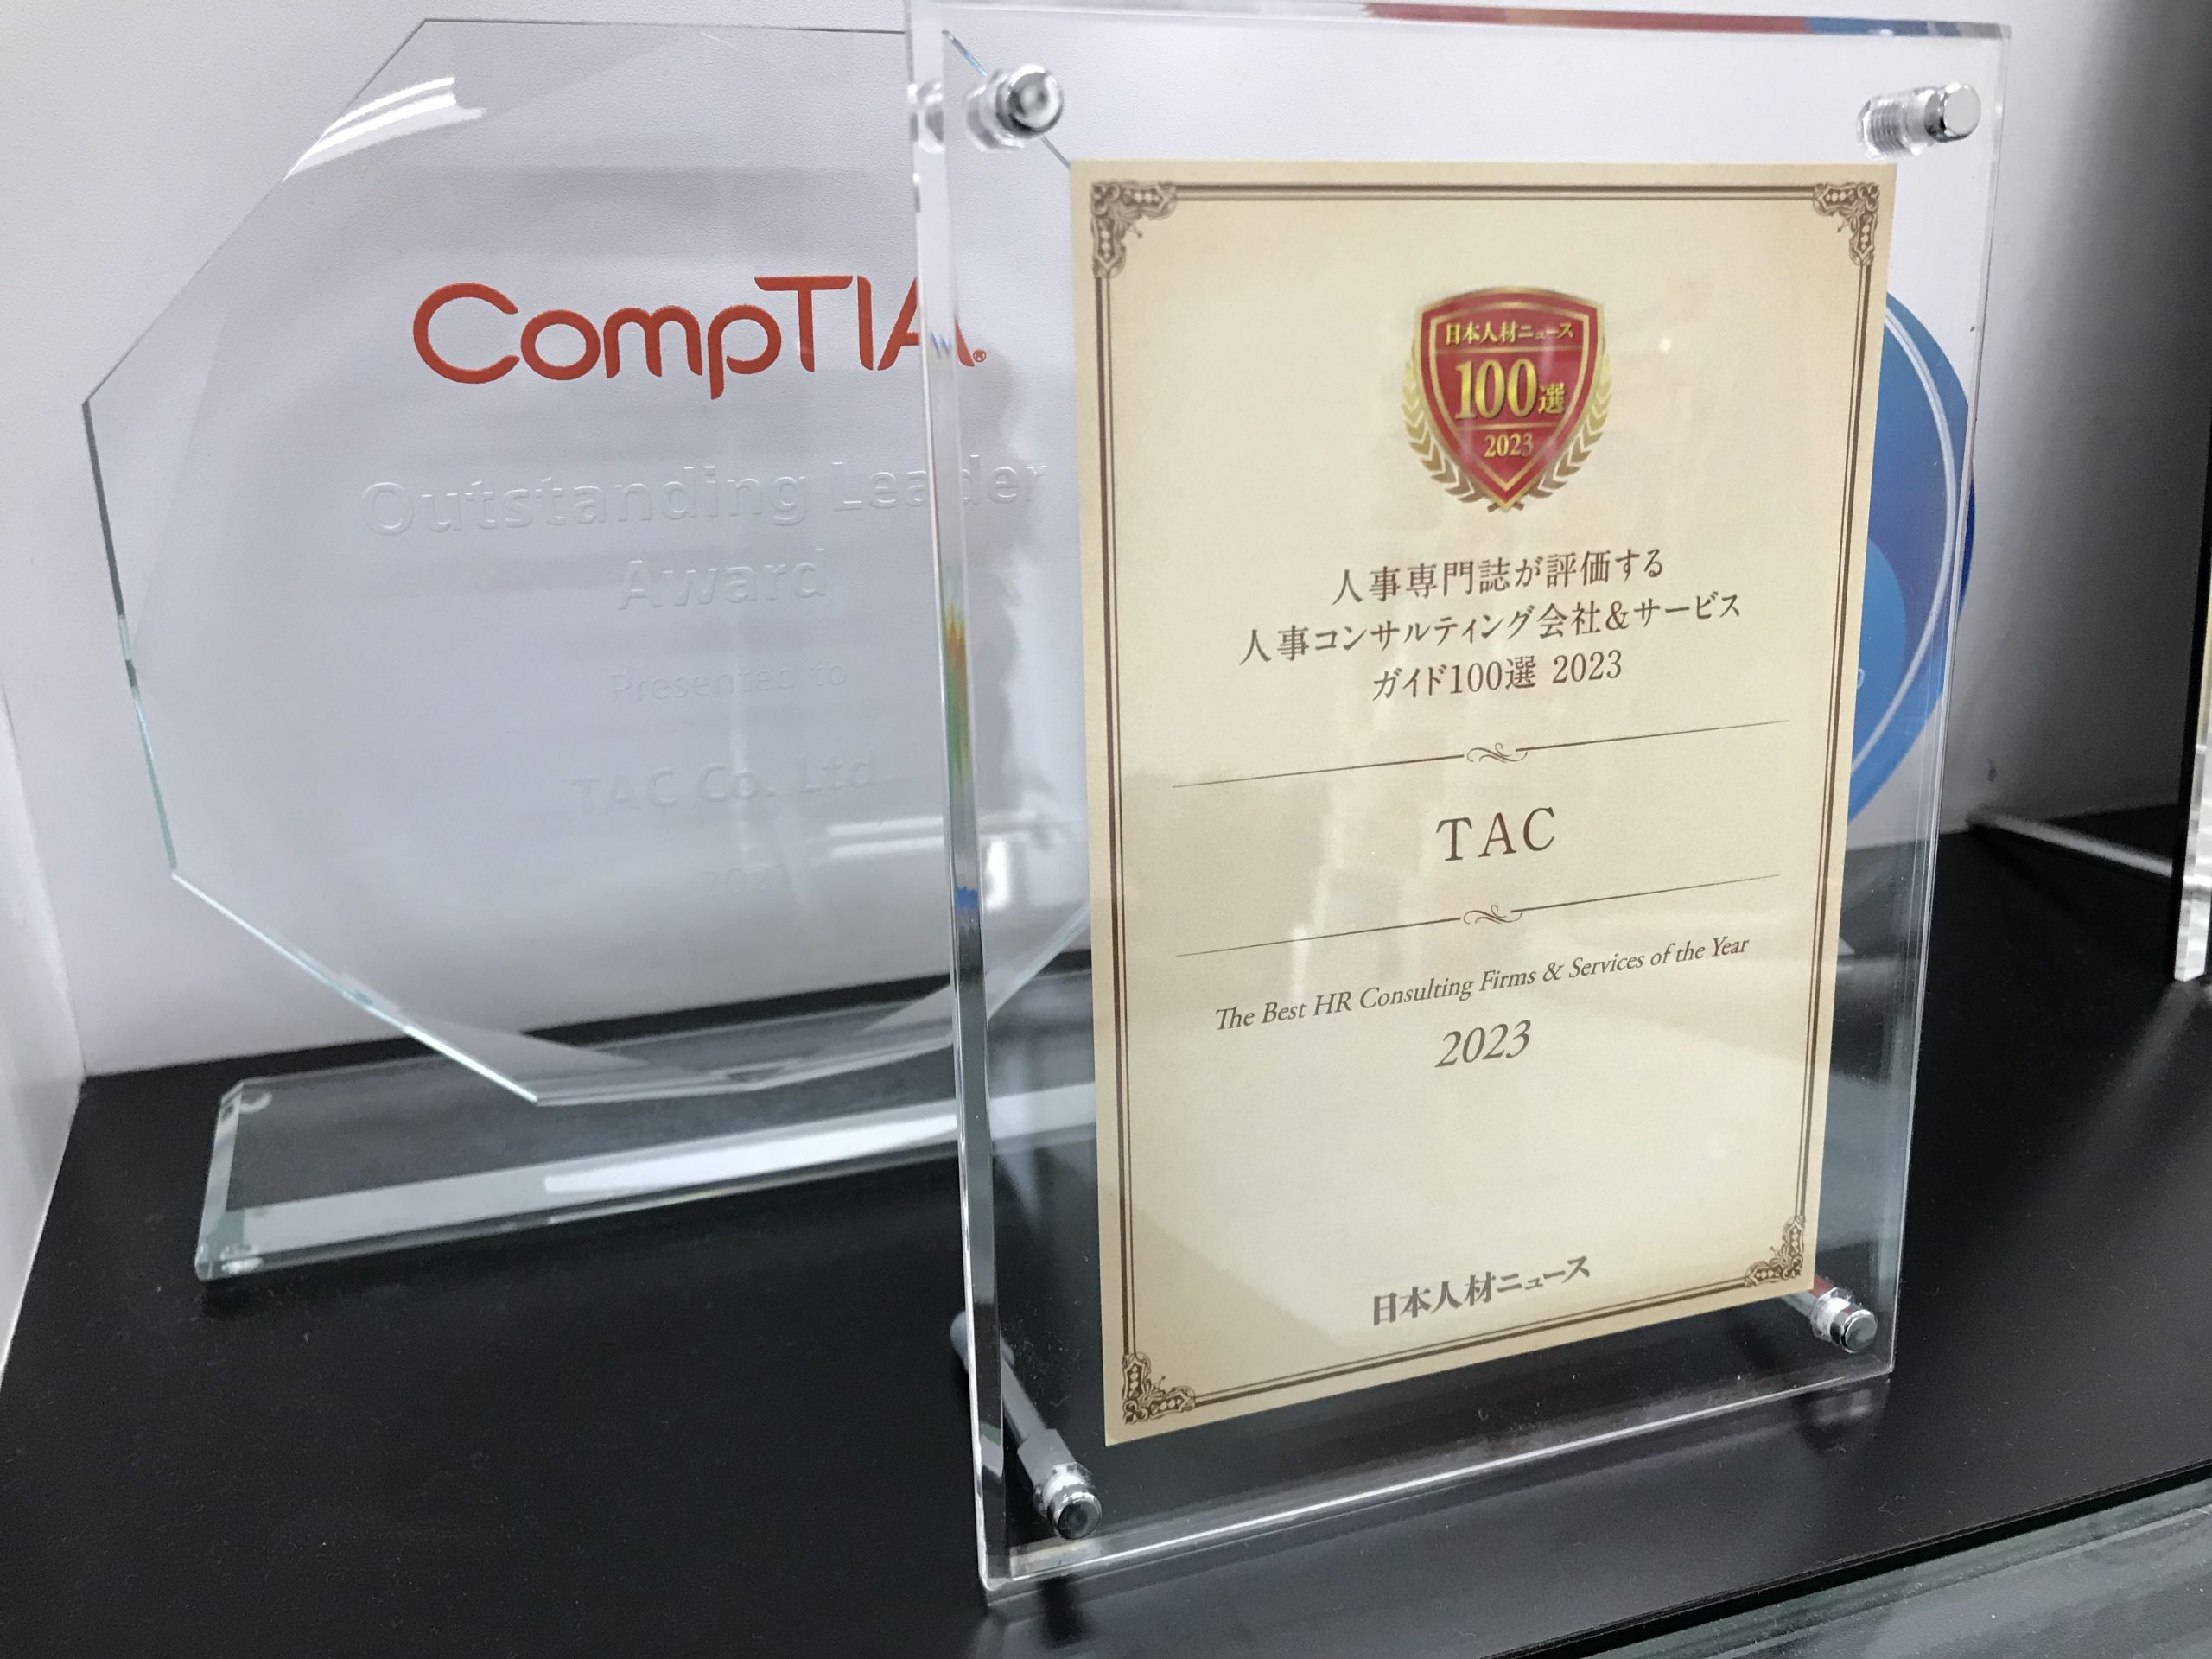 CompTIA®
Outstanding Leader
Award
Presented to
TAC Co. Ltd.
日本人材ニュース
100選
2023
人事専門誌が評価する
人事コンサルティング会社&サービス
ガイド100選 2023
TAC
The Best HR Consulting Firms & Services of the Year
2023
日本人材ニュース